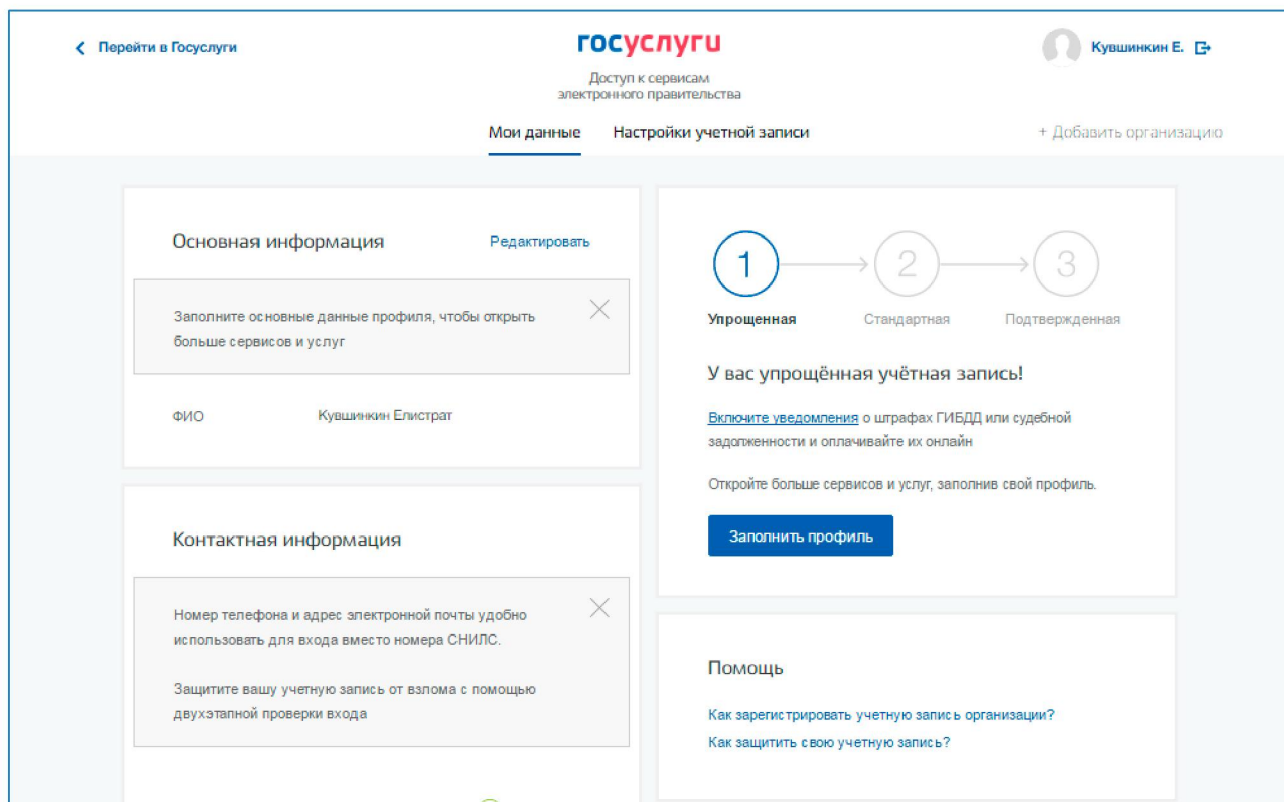 Перейти в Госуслуги
госуслуги
Кувшинкин Е.
Доступ к сервисам
электронного правительства
Мои данные
Настройки учетной записи
+ Добавить организацию
Основная информация
Редактировать
Заполните основные данные профиля, чтобы открыть
больше сервисов и услуг
ФИО
Кувшинкин Елистрат
Контактная информация
Номер телефона и адрес электронной почты удобно
использовать для входа вместо номера СНИЛС.
Защитите вашу учетную запись от взлома с помощью
двухэтапной проверки входа
1
2
3
Упрощенная
Стандартная
Подтвержденная
У вас упрощённая учётная запись!
Включите уведомления о штрафах ГИБДД или судебной
задолженности и оплачивайте их онлайн
Откройте больше сервисов и услуг, заполнив свой профиль.
Заполнить профиль
Помощь
Как зарегистрировать учетную запись организации?
Как защитить свою учетную запись?